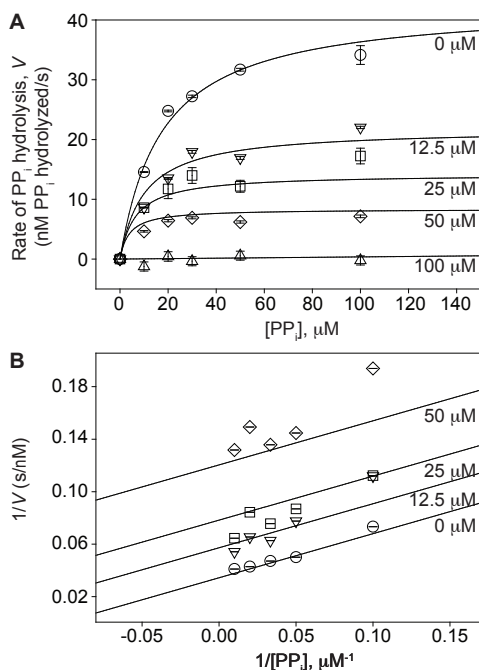 A
Rate of PPᵢ hydrolysis, V
(nM PPᵢ hydrolyzed/s)
40
30
20
10
0
0 μM
12.5 μM
25 μM
50 μM
100 μM
0 20 40 60 80 100 120 140
[PPᵢ], μM
B
1/V (s/nM)
0.18
0.14
0.10
0.06
0.02
50 μM
25 μM
12.5 μM
0 μM
-0.05 0.00 0.05 0.10 0.15
1/[PPᵢ], μM⁻¹